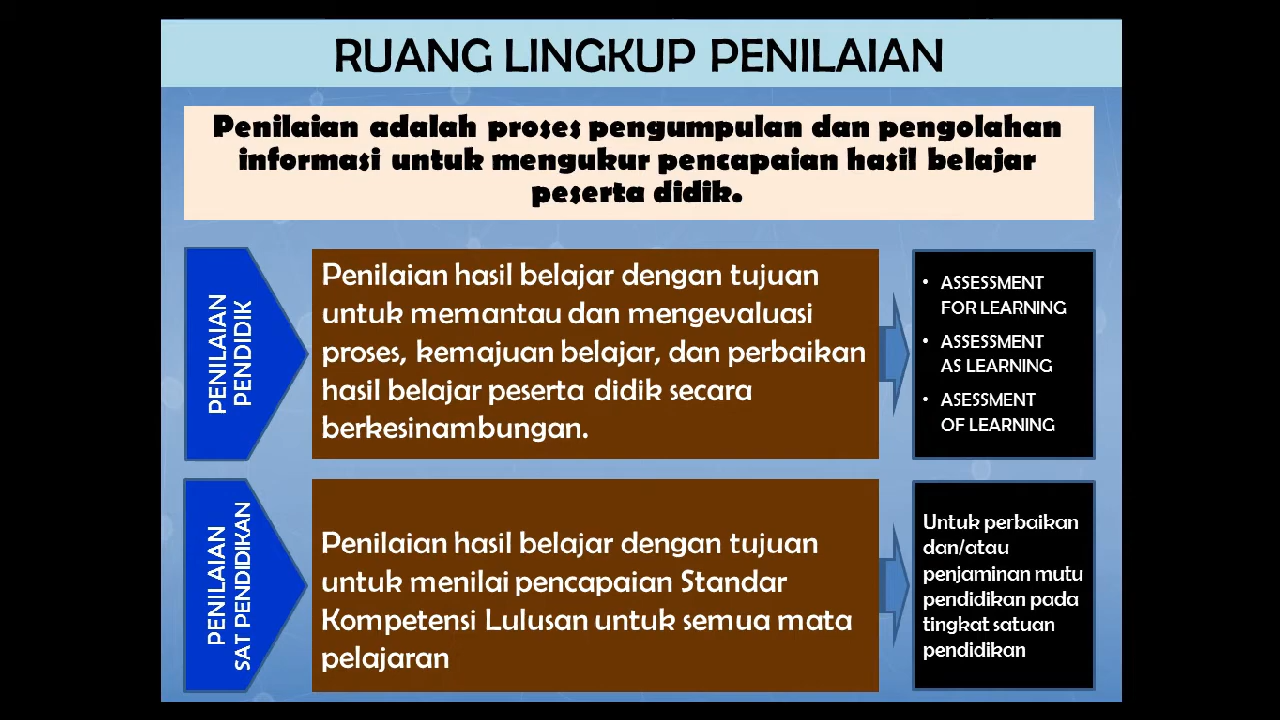 RUANG LINGKUP PENILAIAN
Penilaian adalah proses pengumpulan dan pengolahan
informasi untuk mengukur pencapaian hasil belajar
peserta didik.
PENILAIAN
PENDIDIK
Penilaian hasil belajar dengan tujuan
untuk memantau dan mengevaluasi
proses, kemajuan belajar, dan perbaikan
hasil belajar peserta didik secara
berkesinambungan.
• ASSESSMENT
FOR LEARNING
• ASSESSMENT
AS LEARNING
• ASESSMENT
OF LEARNING
PENILAIAN
SAT PENDIDIKAN
Penilaian hasil belajar dengan tujuan
untuk menilai pencapaian Standar
Kompetensi Lulusan untuk semua mata
pelajaran
Untuk perbaikan
dan/atau
penjaminan mutu
pendidikan pada
tingkat satuan
pendidikan